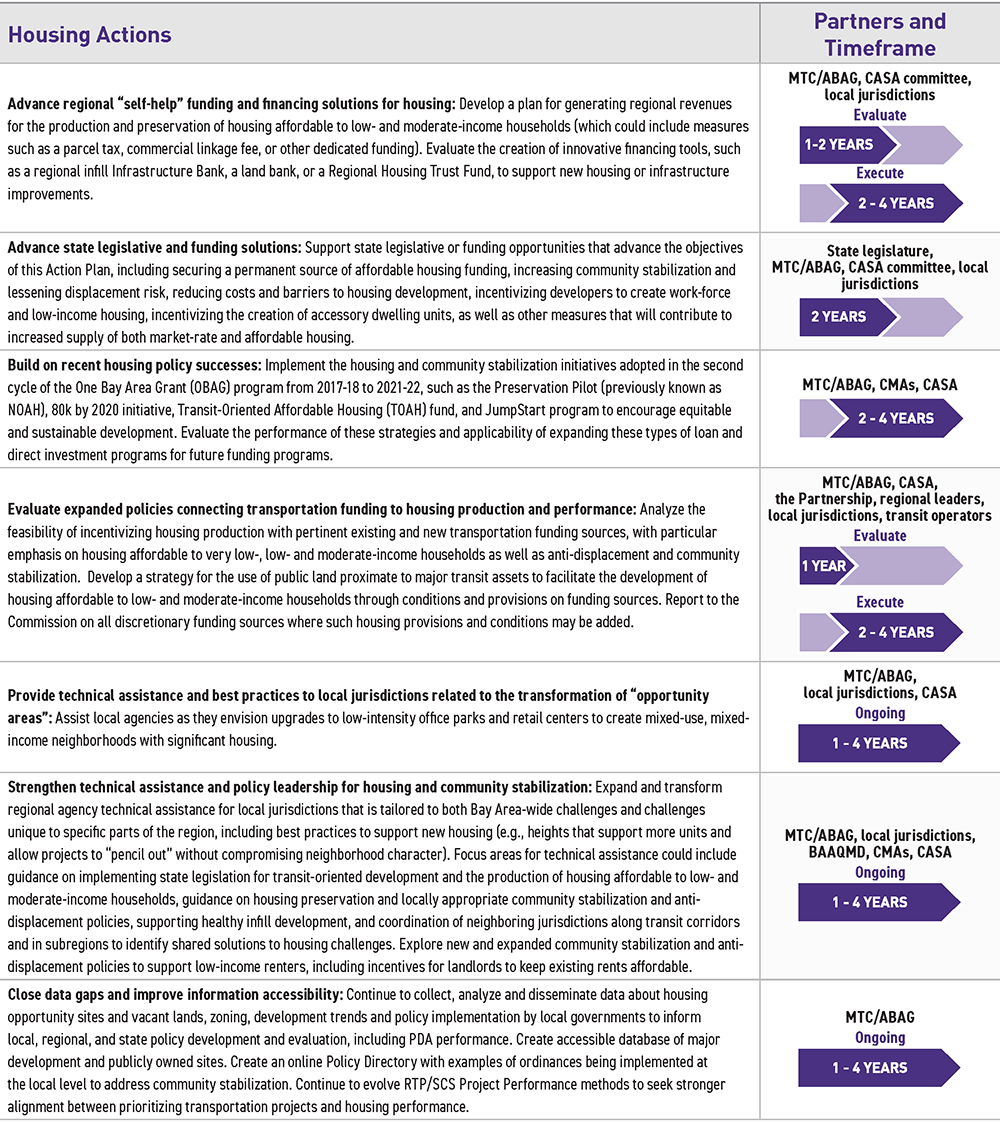 Housing Actions
Partners and
Timeframe
Advance regional “self-help” funding and financing solutions for housing: Develop a plan for generating regional revenues
for the production and preservation of housing affordable to low- and moderate-income households (which could include measures
such as a parcel tax, commercial linkage fee, or other dedicated funding). Evaluate the creation of innovative financing tools, such
as a regional infill Infrastructure Bank, a land bank, or a Regional Housing Trust Fund, to support new housing or infrastructure
improvements.
MTC/ABAG, CASA committee,
local jurisdictions
Evaluate
1-2 YEARS
Execute
2 - 4 YEARS
Advance state legislative and funding solutions: Support state legislative or funding opportunities that advance the objectives
of this Action Plan, including securing a permanent source of affordable housing funding, increasing community stabilization and
lessening displacement risk, reducing costs and barriers to housing development, incentivizing developers to create work-force
and low-income housing, incentivizing the creation of accessory dwelling units, as well as other measures that will contribute to
increased supply of both market-rate and affordable housing.
State legislature,
MTC/ABAG, CASA committee, local
jurisdictions
2 YEARS
Build on recent housing policy successes: Implement the housing and community stabilization initiatives adopted in the second
cycle of the One Bay Area Grant (OBAG) program from 2017-18 to 2021-22, such as the Preservation Pilot (previously known as
NOAH), 80k by 2020 initiative, Transit-Oriented Affordable Housing (TOAH) fund, and JumpStart program to encourage equitable
and sustainable development. Evaluate the performance of these strategies and applicability of expanding these types of loan and
direct investment programs for future funding programs.
MTC/ABAG, CMAs, CASA
2 - 4 YEARS
Evaluate expanded policies connecting transportation funding to housing production and performance: Analyze the
feasibility of incentivizing housing production with pertinent existing and new transportation funding sources, with particular
emphasis on housing affordable to very low-, low- and moderate-income households as well as anti-displacement and community
stabilization. Develop a strategy for the use of public land proximate to major transit assets to facilitate the development of
housing affordable to low- and moderate-income households through conditions and provisions on funding sources. Report to the
Commission on all discretionary funding sources where such housing provisions and conditions may be added.
MTC/ABAG, CASA,
the Partnership, regional leaders,
local jurisdictions, transit operators
Evaluate
1 YEAR
Execute
2 - 4 YEARS
Provide technical assistance and best practices to local jurisdictions related to the transformation of “opportunity
areas”: Assist local agencies as they envision upgrades to low-intensity office parks and retail centers to create mixed-use, mixed-
income neighborhoods with significant housing.
MTC/ABAG,
local jurisdictions, CASA
Ongoing
1 - 4 YEARS
Strengthen technical assistance and policy leadership for housing and community stabilization: Expand and transform
regional agency technical assistance for local jurisdictions that is tailored to both Bay Area-wide challenges and challenges
unique to specific parts of the region, including best practices to support new housing (e.g., heights that support more units and
allow projects to “pencil out” without compromising neighborhood character). Focus areas for technical assistance could include
guidance on implementing state legislation for transit-oriented development and the production of housing affordable to low- and
moderate-income households, guidance on housing preservation and locally appropriate community stabilization and anti-
displacement policies, supporting healthy infill development, and coordination of neighboring jurisdictions along transit corridors
and in subregions to identify shared solutions to housing challenges. Explore new and expanded community stabilization and anti-
displacement policies to support low-income renters, including incentives for landlords to keep existing rents affordable.
MTC/ABAG, local jurisdictions,
BAAQMD, CMAs, CASA
Ongoing
1 - 4 YEARS
Close data gaps and improve information accessibility: Continue to collect, analyze and disseminate data about housing
opportunity sites and vacant lands, zoning, development trends and policy implementation by local governments to inform
local, regional, and state policy development and evaluation, including PDA performance. Create accessible database of major
development and publicly owned sites. Create an online Policy Directory with examples of ordinances being implemented at
the local level to address community stabilization. Continue to evolve RTP/SCS Project Performance methods to seek stronger
alignment between prioritizing transportation projects and housing performance.
MTC/ABAG
Ongoing
1 - 4 YEARS